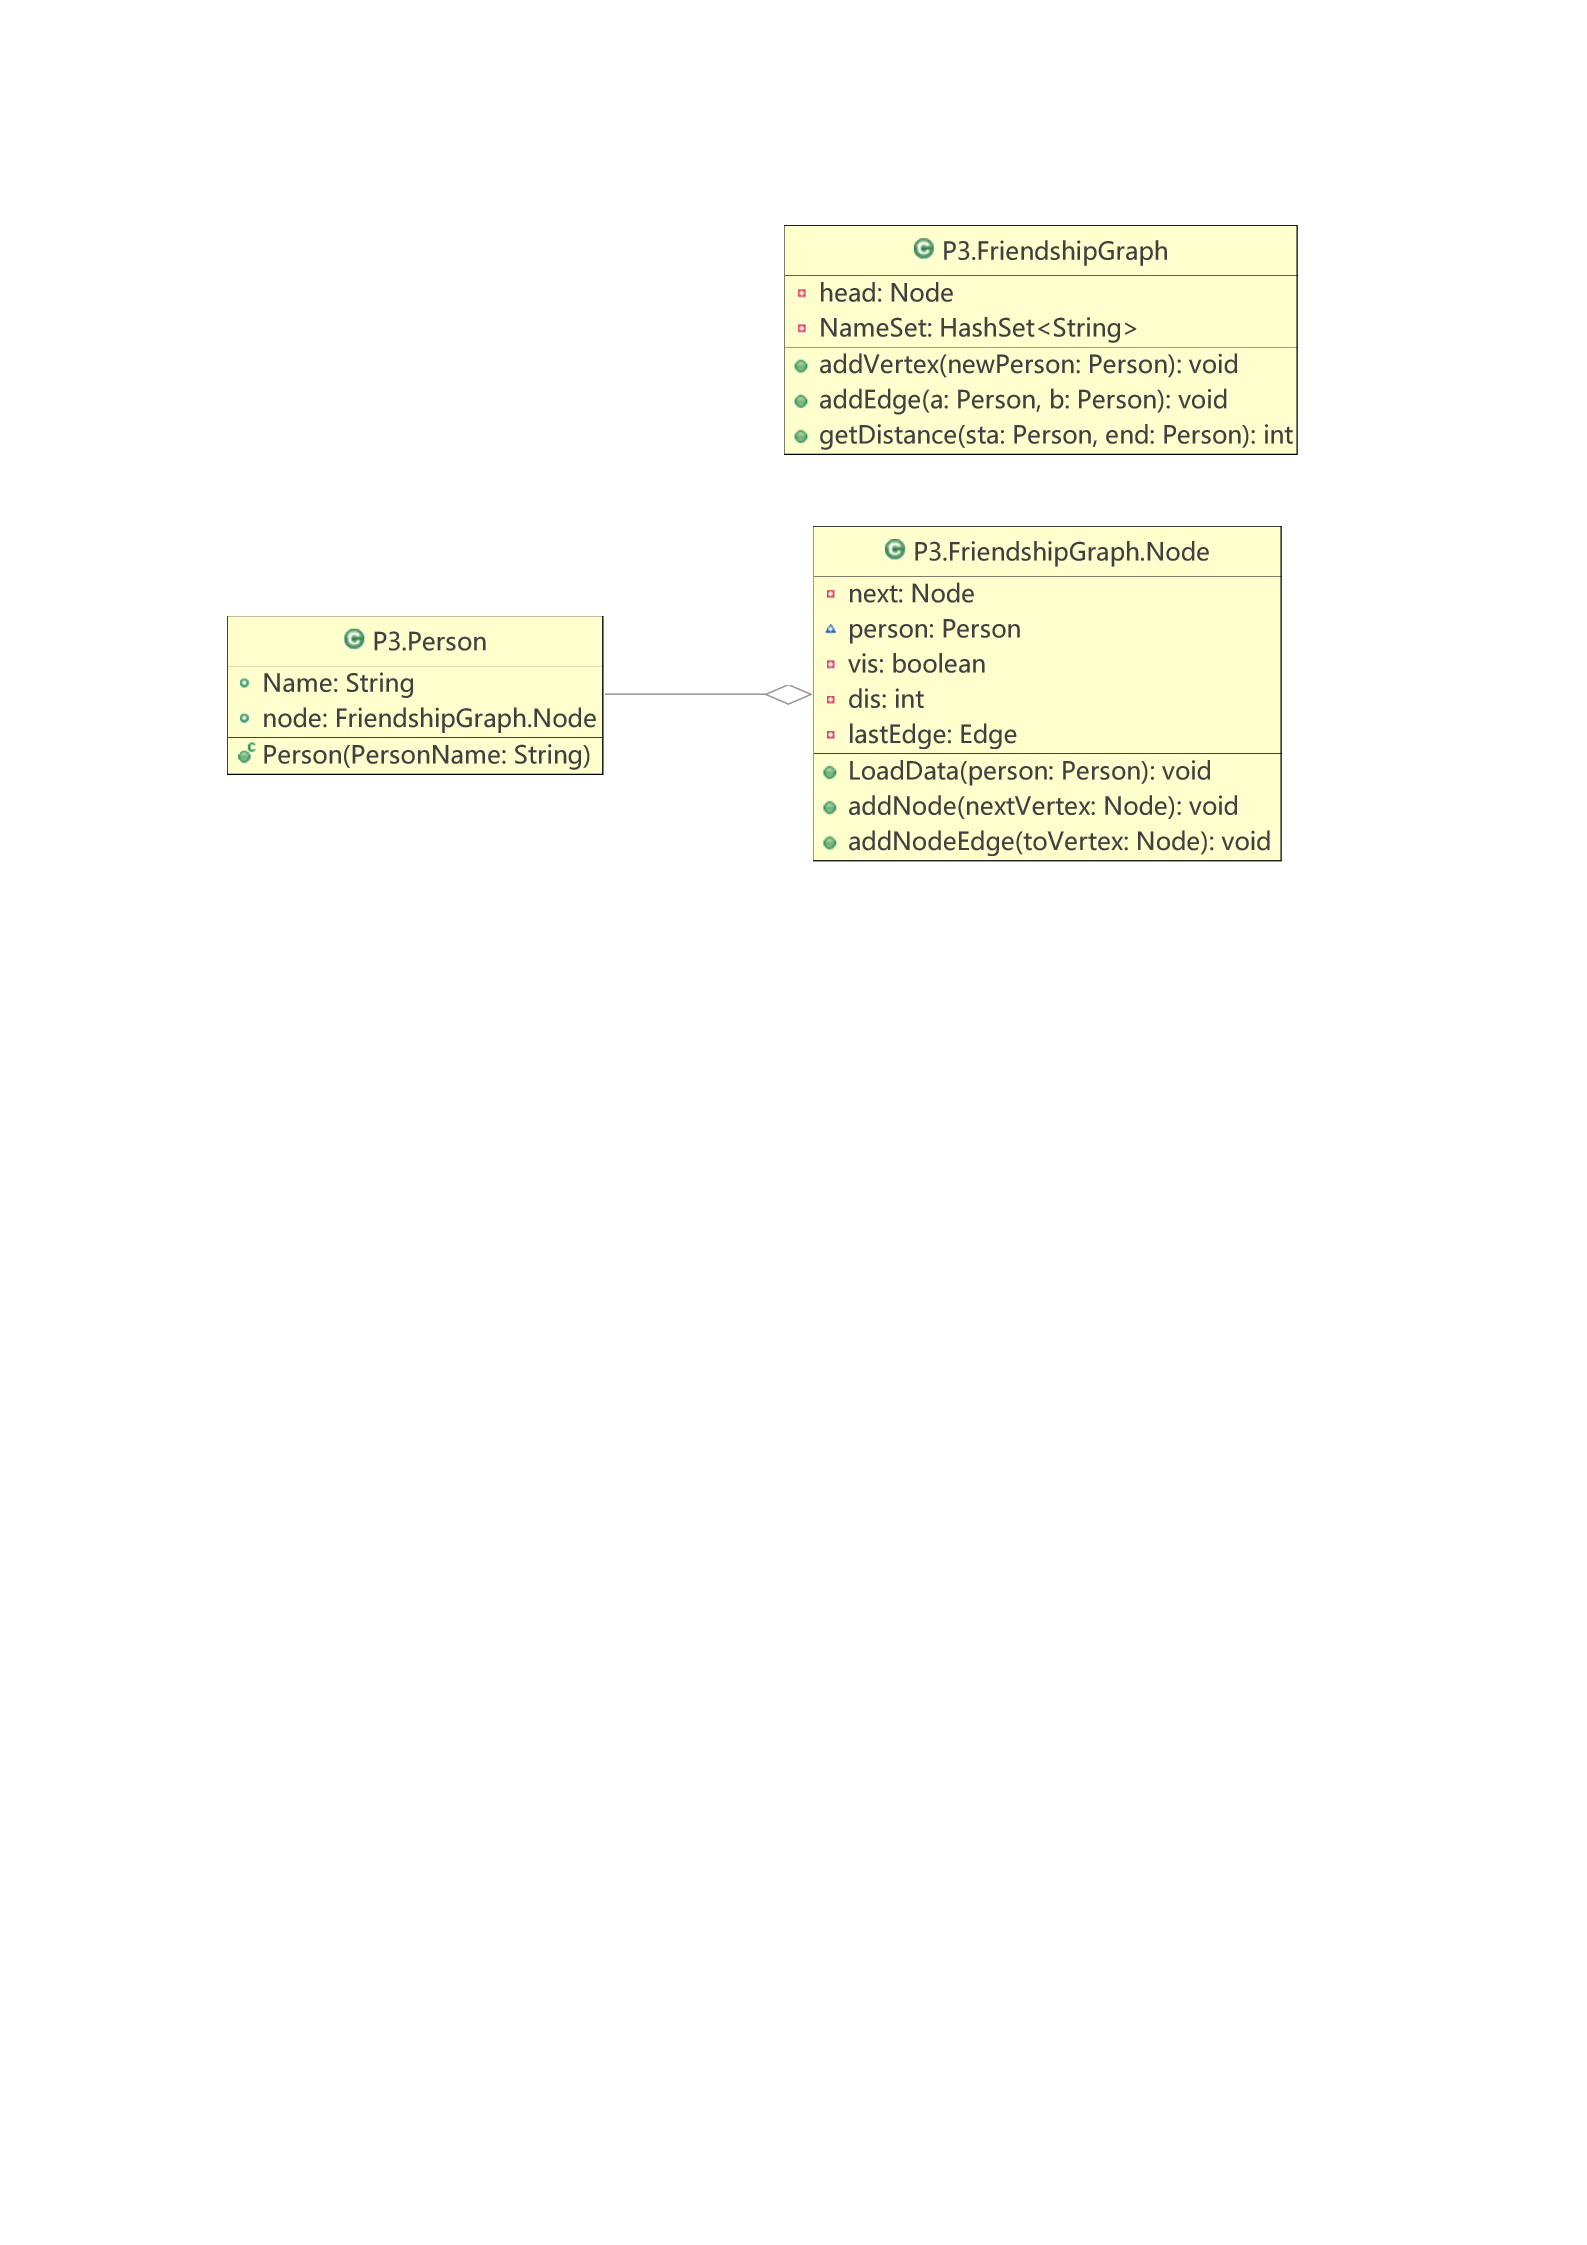 P3.FriendshipGraph
head: Node
NameSet: HashSet<String>
addVertex(newPerson: Person): void
addEdge(a: Person, b: Person): void
getDistance(sta: Person, end: Person): int
P3.FriendshipGraph.Node
next: Node
person: Person
vis: boolean
dis: int
lastEdge: Edge
LoadData(person: Person): void
addNode(nextVertex: Node): void
addNodeEdge(toVertex: Node): void
P3.Person
Name: String
node: FriendshipGraph.Node
Person(PersonName: String)